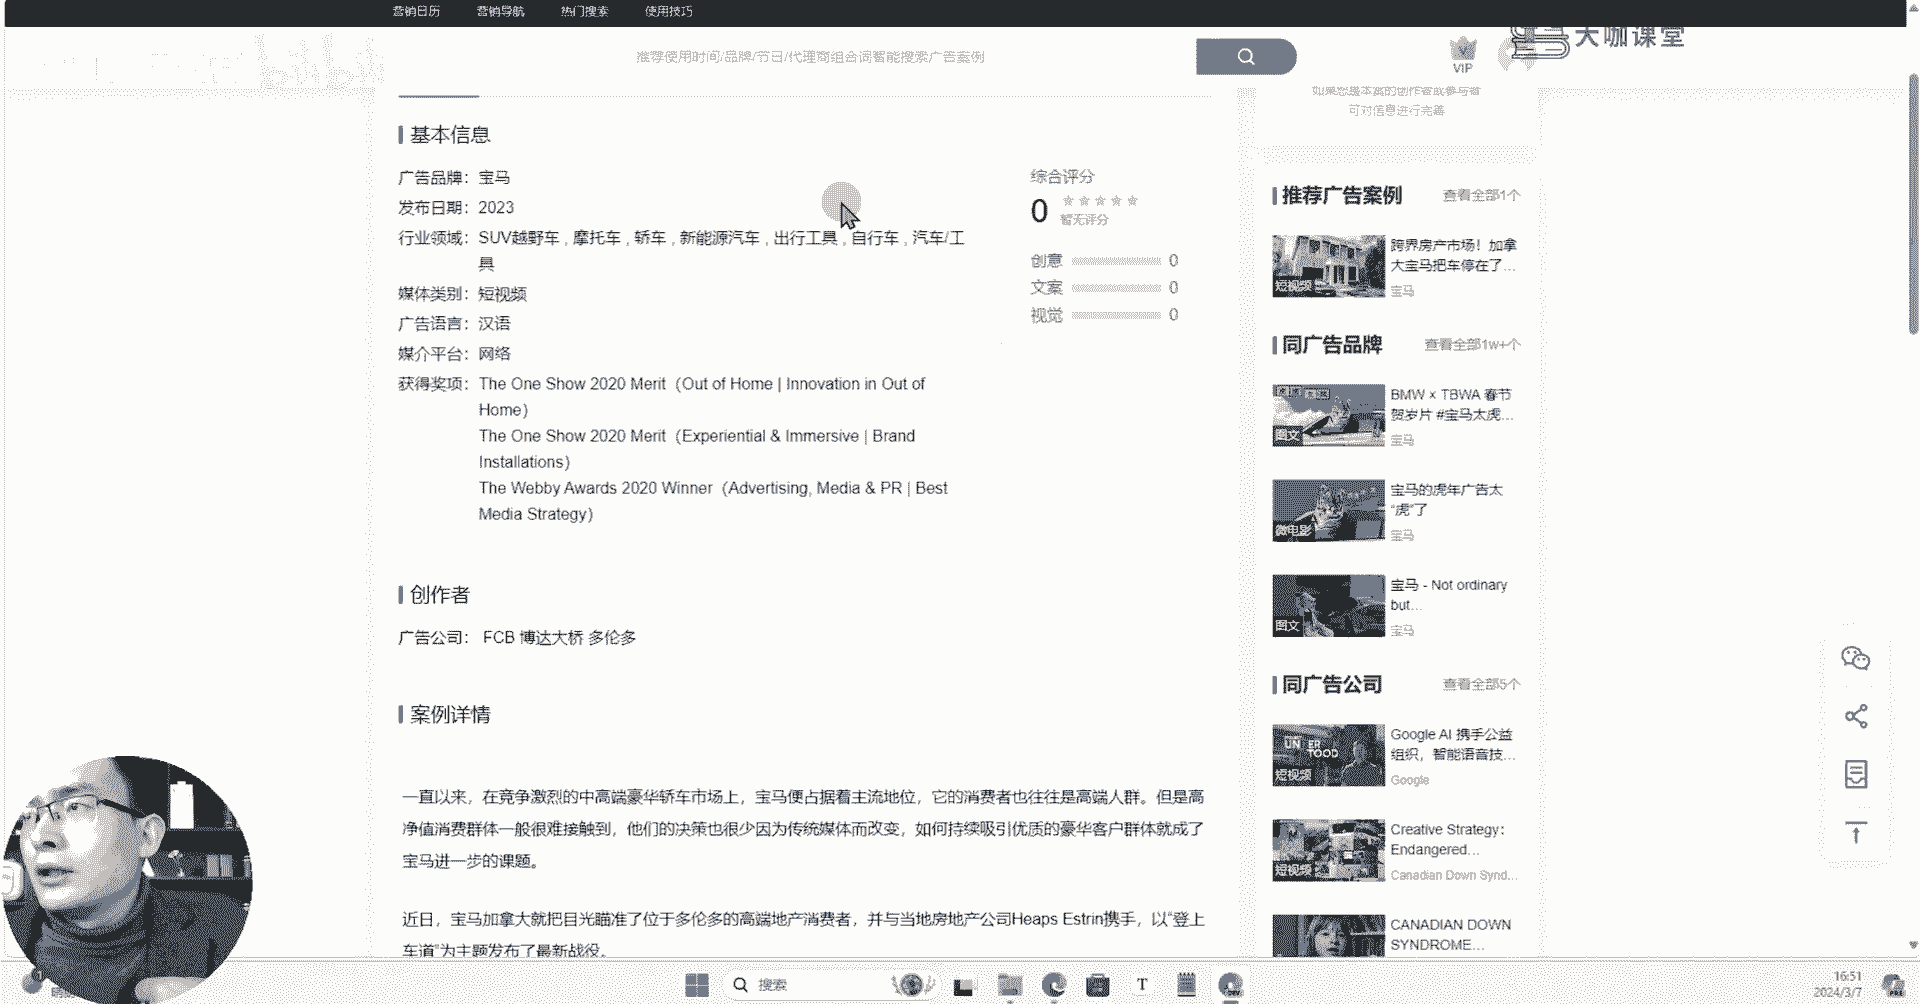 营销日历 营销导航 热门搜索 使用技巧
推荐使用时间/品牌/节日/代理商组合词智能搜索广告案例
VIP
大咖课堂
如果您是本案的创作者或参与者
可对信息进行完善
基本信息
广告品牌：宝马
发布日期：2023
行业领域：SUV越野车 , 摩托车 , 轿车 , 新能源汽车 , 出行工具 , 自行车 , 汽车/工
具
媒体类别：短视频
广告语言：汉语
媒介平台：网络
获得奖项：The One Show 2020 Merit（Out of Home | Innovation in Out of
Home）
The One Show 2020 Merit（Experiential & Immersive | Brand
Installations）
The Webby Awards 2020 Winner（Advertising, Media & PR | Best
Media Strategy）
综合评分
0
暂无评分
创意 0
文案 0
视觉 0
创作者
广告公司： FCB 博达大桥 多伦多
案例详情
一直以来，在竞争激烈的中高端豪华轿车市场上，宝马便占据着主流地位，它的消费者也往往是高端人群。但是高
净值消费群体一般很难接触到，他们的决策也很少因为传统媒体而改变，如何持续吸引优质的豪华客户群体就成了
宝马进一步的课题。
近日，宝马加拿大就把目光瞄准了位于多伦多的高端地产消费者，并与当地房地产公司Heaps Estrin携手，以“登上
车道”为主题发布了最新战役。
推荐广告案例 查看全部1个
短视频
跨界房产市场！加拿
大宝马把车停在了...
宝马
同广告品牌 查看全部1w+个
图文
BMW × TBWA 春节
贺岁片 #宝马太虎...
宝马
微电影
宝马的虎年广告太
“虎”了
宝马
图文
宝马 - Not ordinary
but...
宝马
同广告公司 查看全部5个
UN ER
TOOD
短视频
Google AI 携手公益
组织，智能语音技...
Google
短视频
Creative Strategy：
Endangered...
Canadian Down Synd...
CANADIAN DOWN
SYNDROME...
搜索
16:51
2024/3/7